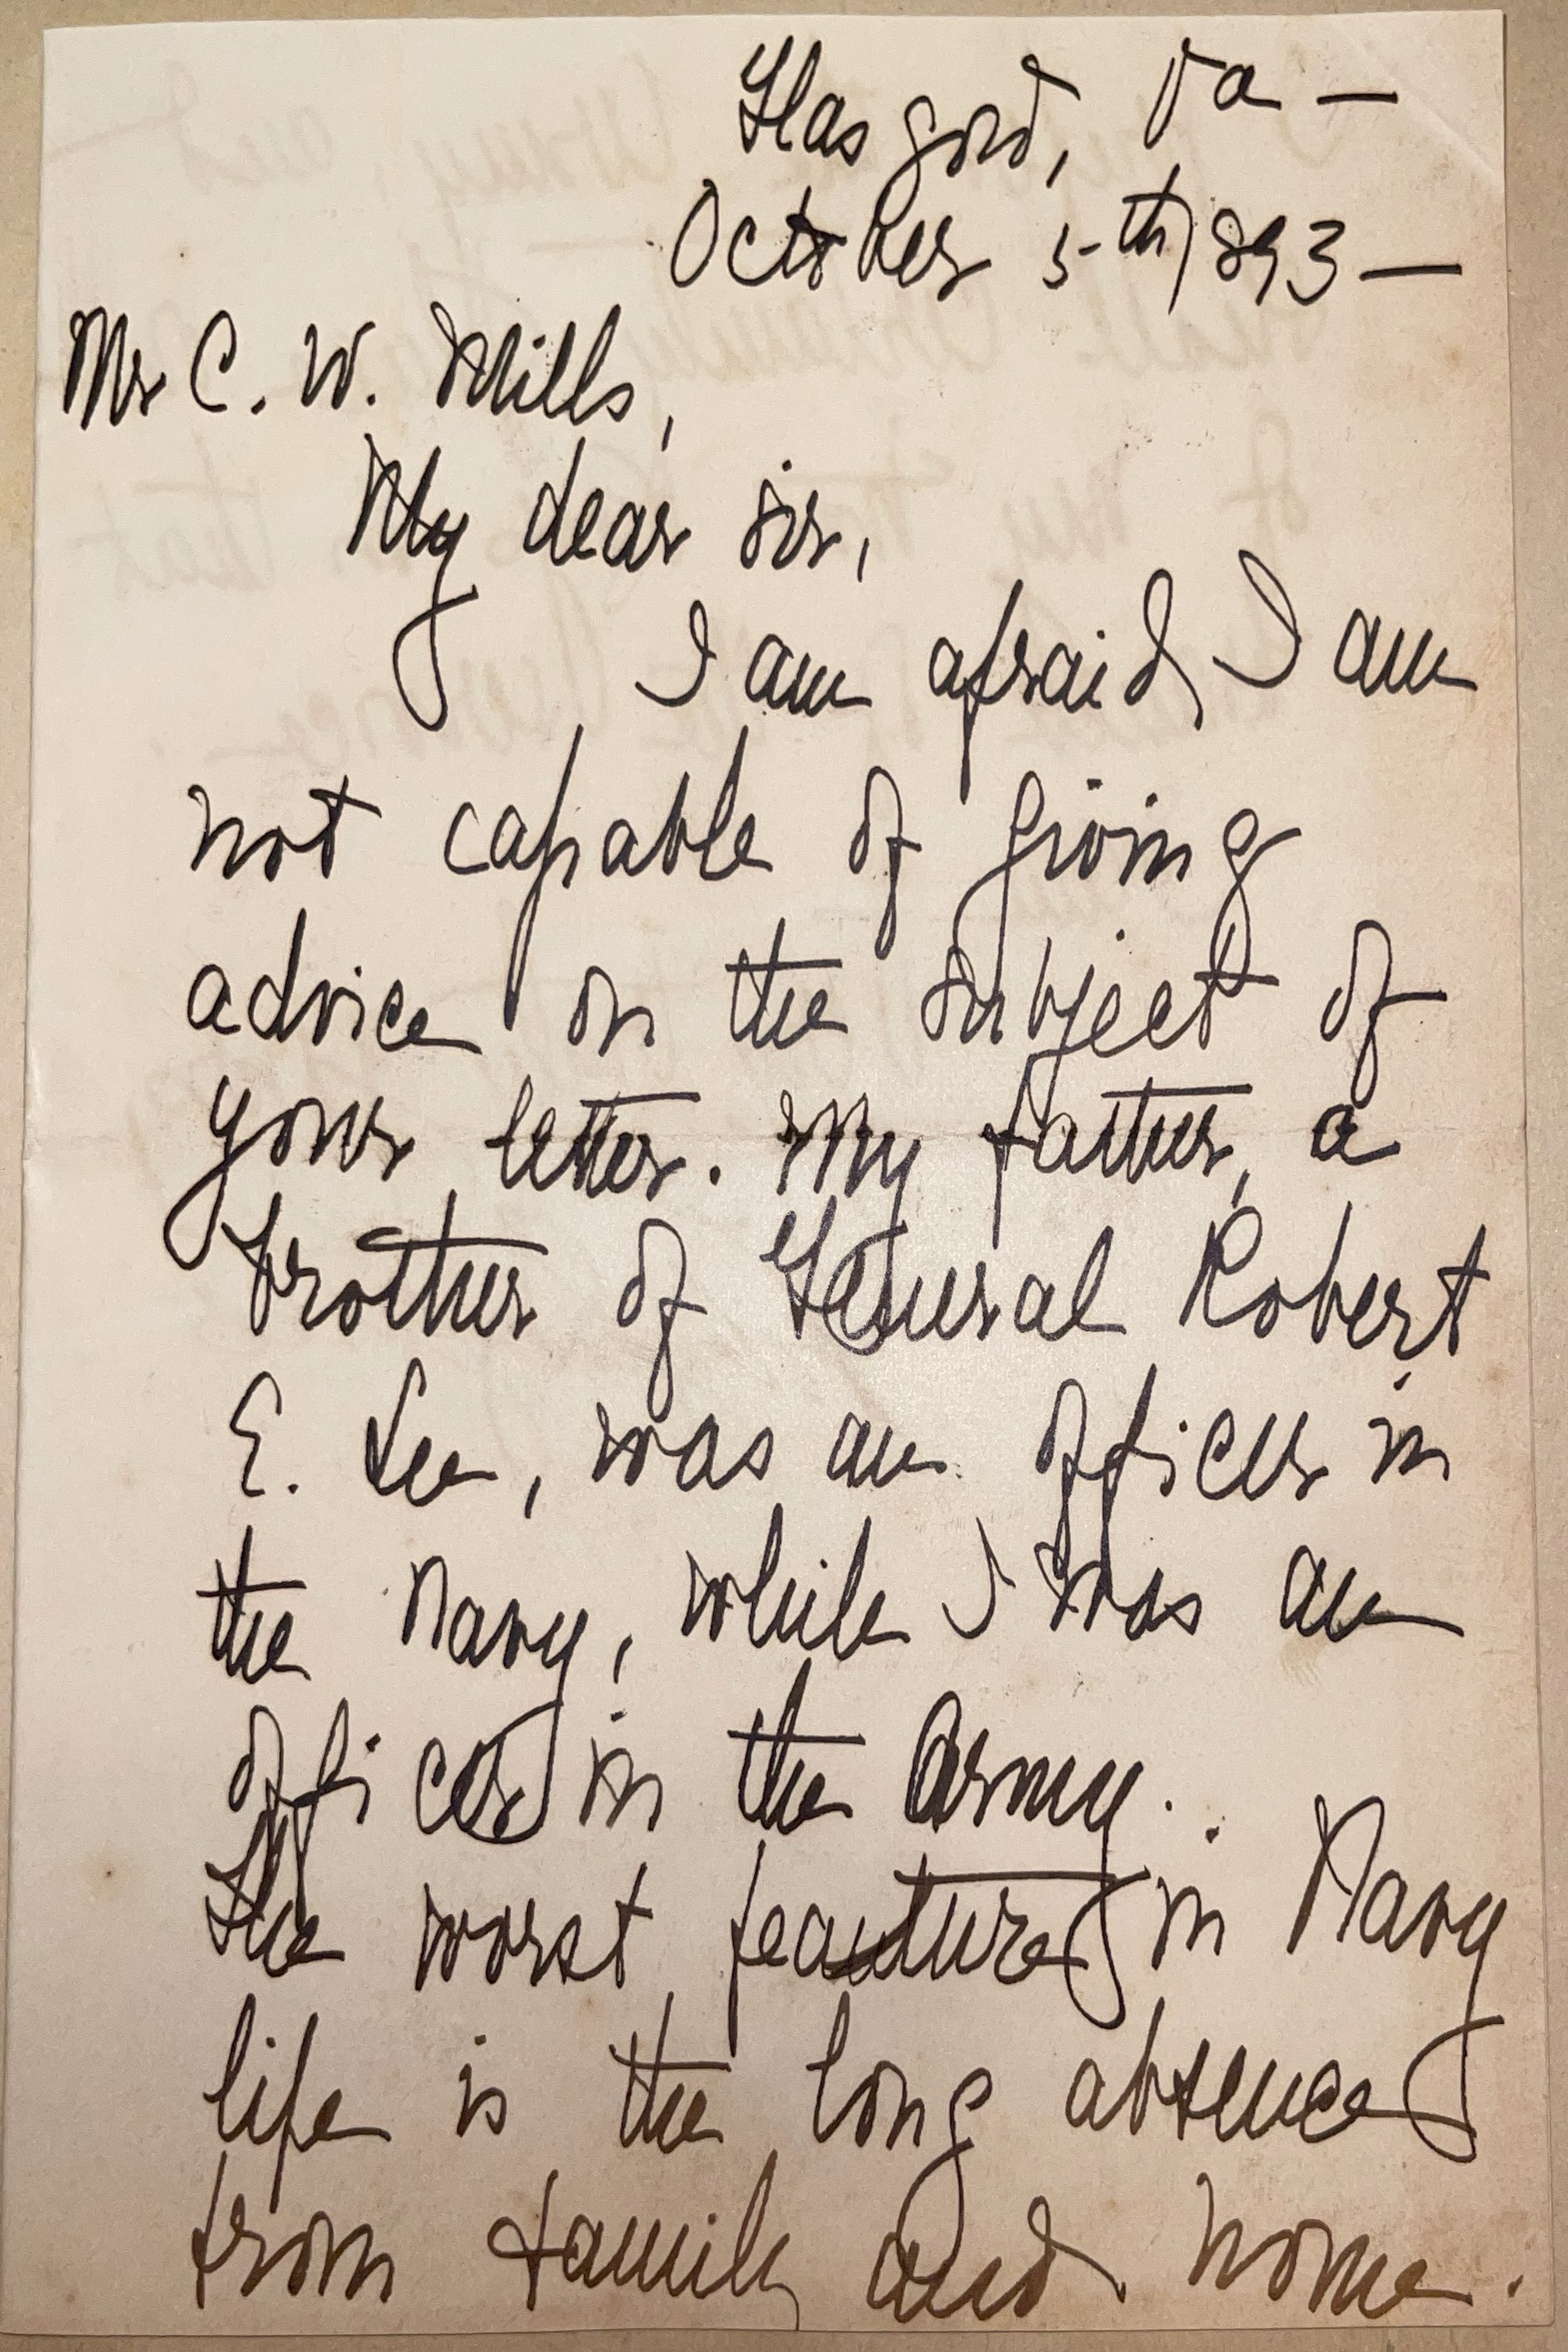 Glasgow, Va —
October 5th 1893 —
Mr C. W. Mills,
My dear sir,
I am afraid, I am
not capable of giving
advice on the subject of
your letter. My father, a
brother of General Robert
E. Lee, was an officer in
the Navy, while I was an
officer in the Army.
The worst feature in Navy
life is the long absence
from family and home.